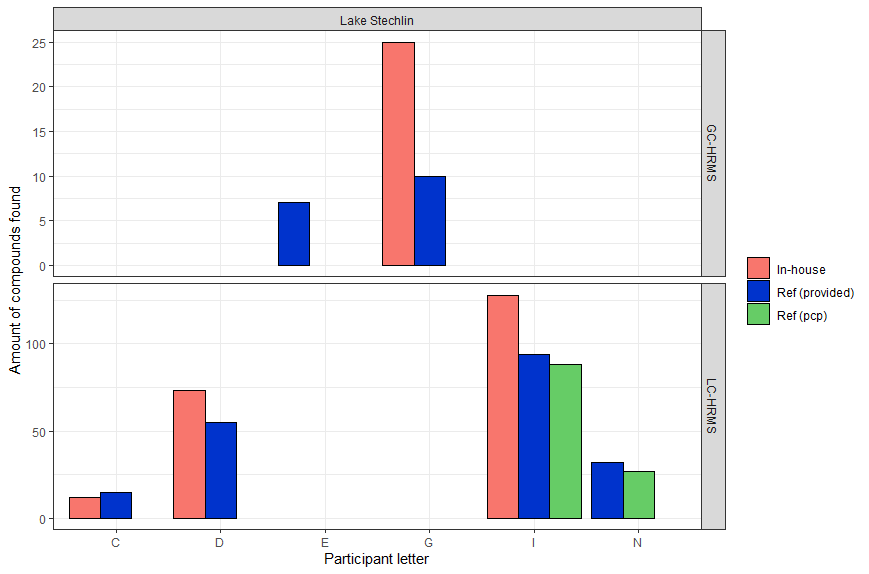 Lake Stechlin
25
20
15
10
5
0
GC-HRMS
Amount of compounds found
100
50
0
LC-HRMS
C D E G I N
Participant letter
In-house
Ref (provided)
Ref (pcp)